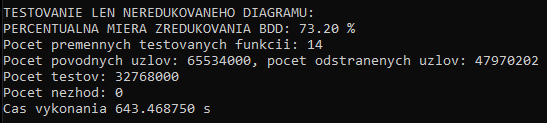 TESTOVANIE LEN NEREDUKOVANEHO DIAGRAMU:
PERCENTUALNA MIERA ZREDUKOVANIA BDD: 73.20 %
Pocet premennych testovanych funkcii: 14
Pocet povodnych uzlov: 65534000, pocet odstranenych uzlov: 47970202
Pocet testov: 32768000
Pocet nezhod: 0
Cas vykonania 643.468750 s